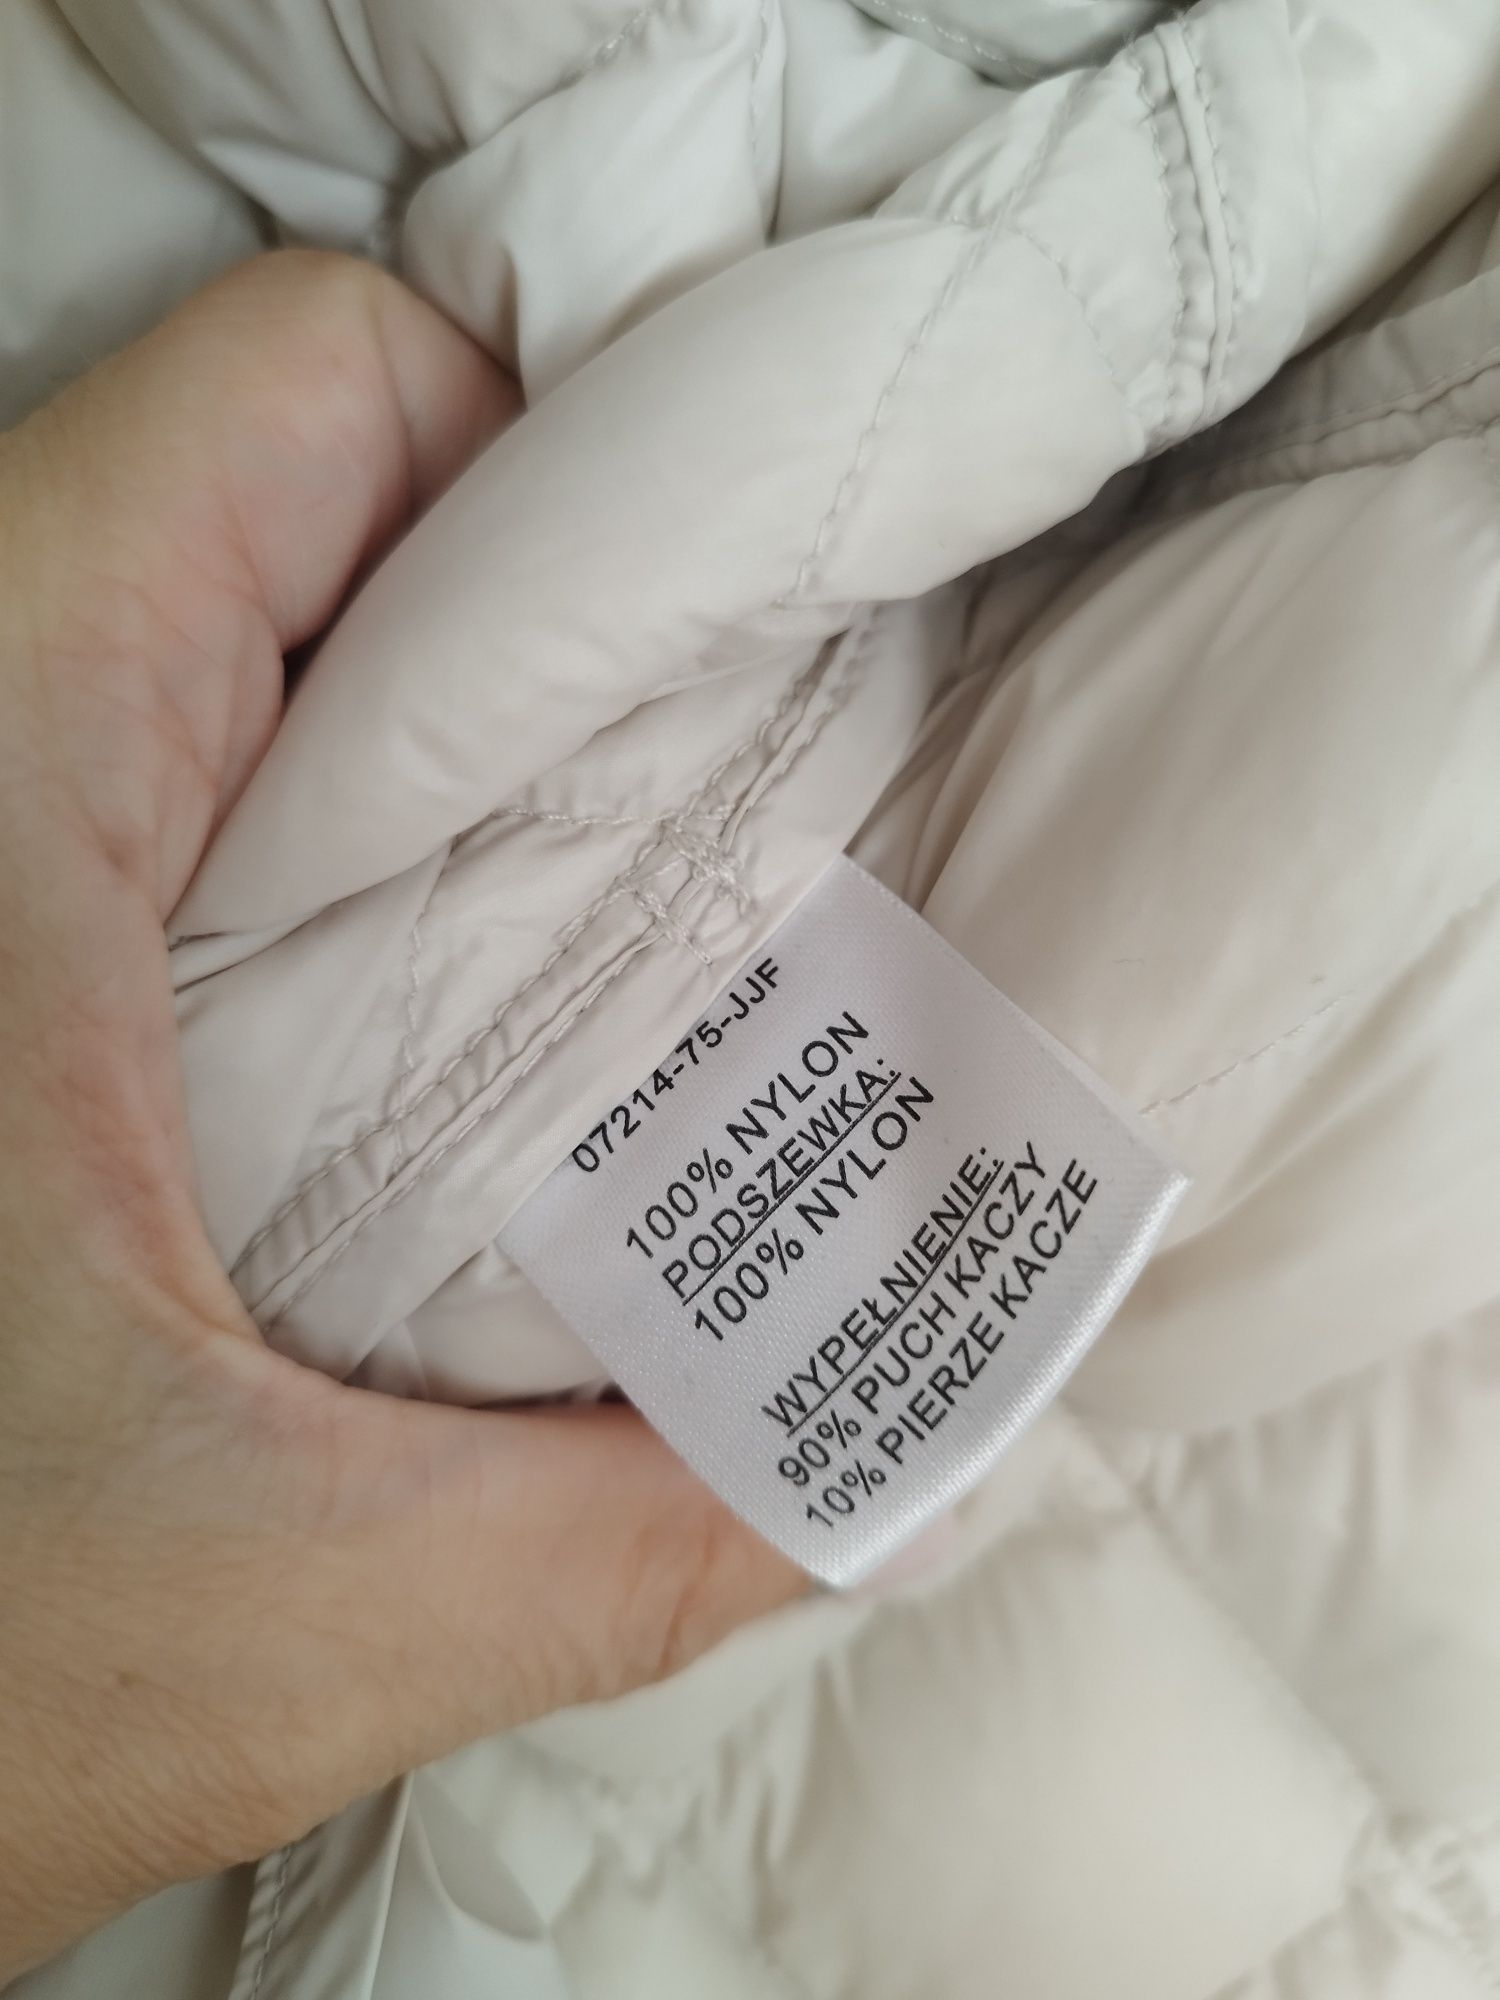 07214-75-JJF
100% NYLON
PODSZEWKA:
100% NYLON
WYPEŁNIENIE:
90% PUCH KACZY
10% PIERZE KACZE